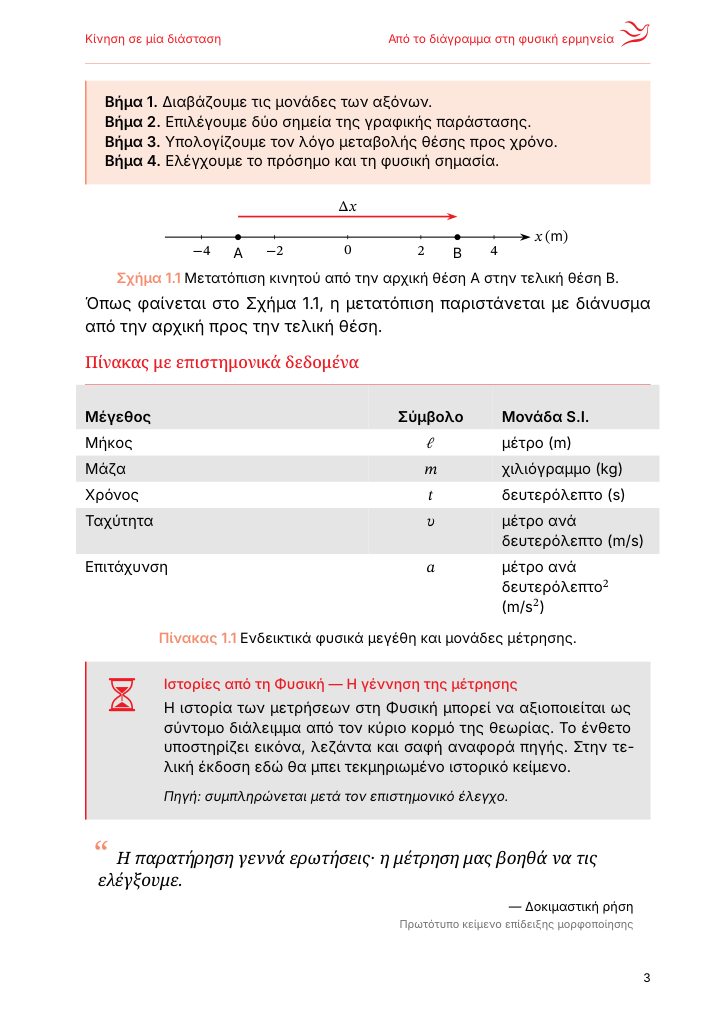 Κίνηση σε μία διάσταση
Από το διάγραμμα στη φυσική ερμηνεία
Βήμα 1. Διαβάζουμε τις μονάδες των αξόνων.
Βήμα 2. Επιλέγουμε δύο σημεία της γραφικής παράστασης.
Βήμα 3. Υπολογίζουμε τον λόγο μεταβολής θέσης προς χρόνο.
Βήμα 4. Ελέγχουμε το πρόσημο και τη φυσική σημασία.
Δx
x (m)
−4 A −2 0 2 B 4
Σχήμα 1.1 Μετατόπιση κινητού από την αρχική θέση Α στην τελική θέση Β.
Όπως φαίνεται στο Σχήμα 1.1, η μετατόπιση παριστάνεται με διάνυσμα
από την αρχική προς την τελική θέση.
Πίνακας με επιστημονικά δεδομένα
Μέγεθος Σύμβολο Μονάδα S.I.
Μήκος ℓ μέτρο (m)
Μάζα m χιλιόγραμμο (kg)
Χρόνος t δευτερόλεπτο (s)
Ταχύτητα υ μέτρο ανά
δευτερόλεπτο (m/s)
Επιτάχυνση a μέτρο ανά
δευτερόλεπτο²
(m/s²)
Πίνακας 1.1 Ενδεικτικά φυσικά μεγέθη και μονάδες μέτρησης.
Ιστορίες από τη Φυσική — Η γέννηση της μέτρησης
Η ιστορία των μετρήσεων στη Φυσική μπορεί να αξιοποιείται ως
σύντομο διάλειμμα από τον κύριο κορμό της θεωρίας. Το ένθετο
υποστηρίζει εικόνα, λεζάντα και σαφή αναφορά πηγής. Στην τε-
λική έκδοση εδώ θα μπει τεκμηριωμένο ιστορικό κείμενο.
Πηγή: συμπληρώνεται μετά τον επιστημονικό έλεγχο.
“ Η παρατήρηση γεννά ερωτήσεις· η μέτρηση μας βοηθά να τις
ελέγξουμε.
— Δοκιμαστική ρήση
Πρωτότυπο κείμενο επίδειξης μορφοποίησης
3